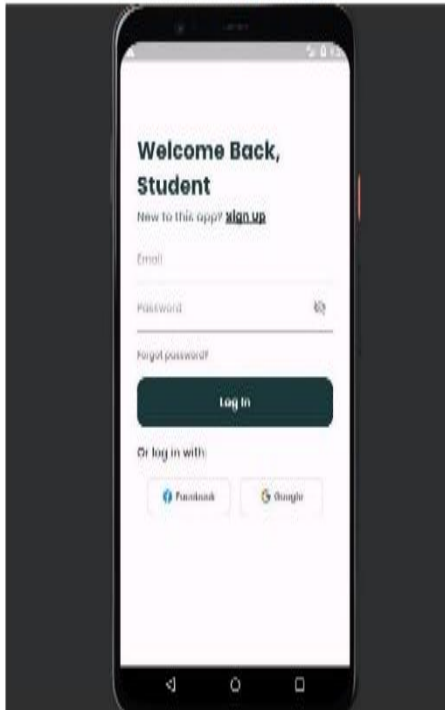 Welcome Back,
Student
New to this app? sign up
Email
Password
Forgot password?
Log In
Or log in with
Facebook Google